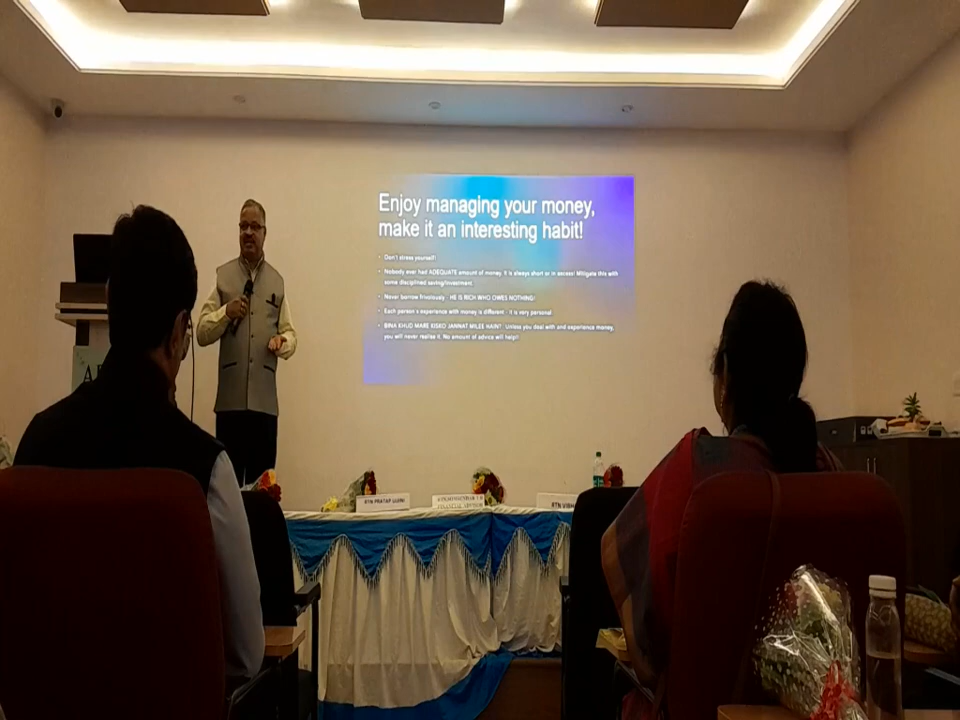 Enjoy managing your money,
make it an interesting habit!
• Don't stress yourself!
• Nobody ever had ADEQUATE amount of money. It is always short or in excess! Mitigate this with
some disciplined saving/investment.
• Never borrow frivolously - HE IS RICH WHO OWES NOTHING!
• Each person's experience with money is different - it is very personal
• BINA KHUD MARE KISKO JANNAT MILEE HAIN? Unless you deal with and experience money,
you will never realise it. No amount of advice will help!!
RTN PRATAP
FINANCIAL ADVISOR
RTN